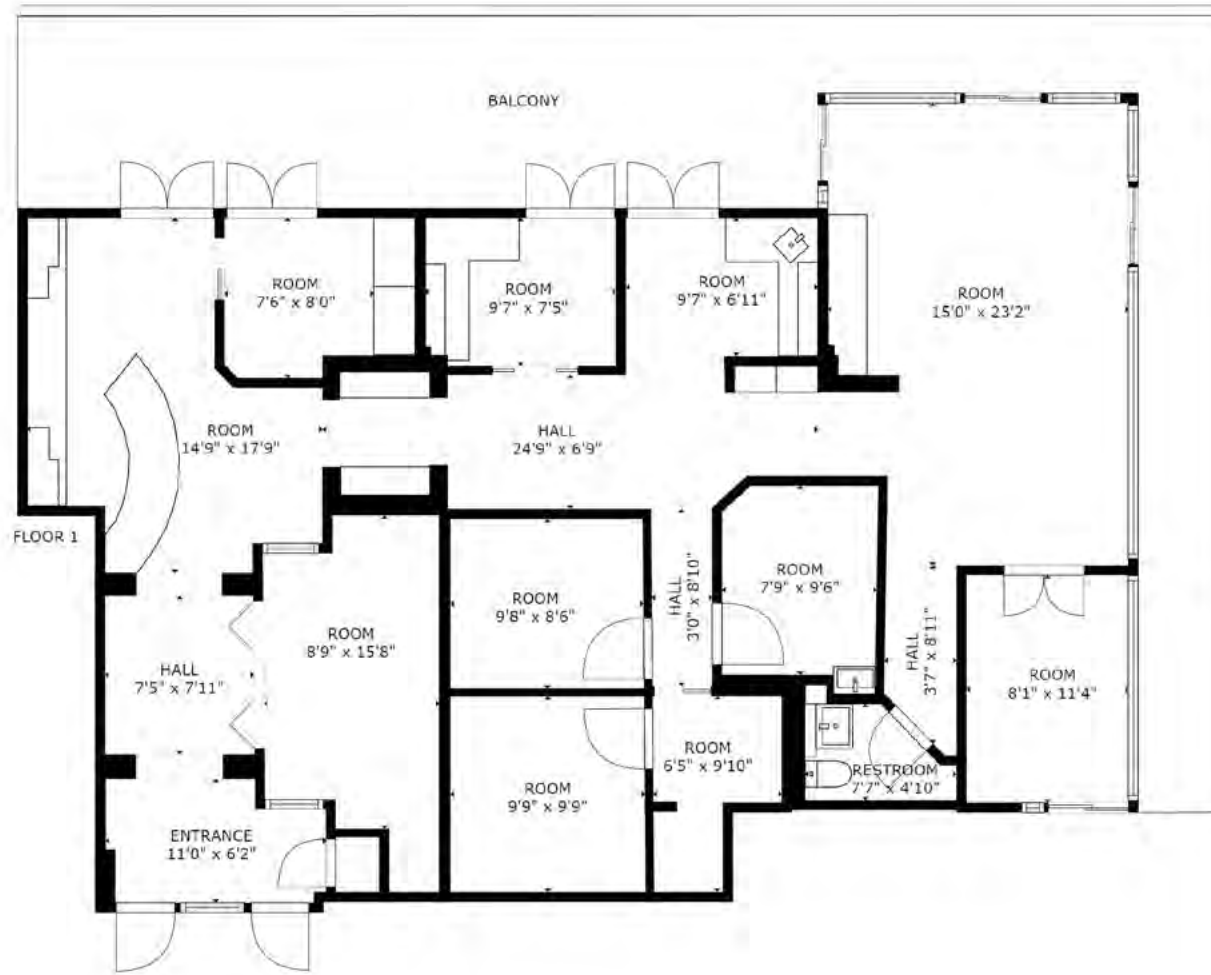 BALCONY
ROOM
7'6" x 8'0"
ROOM
9'7" x 7'5"
ROOM
9'7" x 6'11"
ROOM
15'0" x 23'2"
ROOM
14'9" x 17'9"
HALL
24'9" x 6'9"
FLOOR 1
ROOM
9'8" x 8'6"
HALL
3'0" x 8'10"
ROOM
7'9" x 9'6"
ROOM
8'9" x 15'8"
HALL
7'5" x 7'11"
HALL
3'7" x 8'11"
ROOM
8'1" x 11'4"
ROOM
6'5" x 9'10"
RESTROOM
7'7" x 4'10"
ROOM
9'9" x 9'9"
ENTRANCE
11'0" x 6'2"